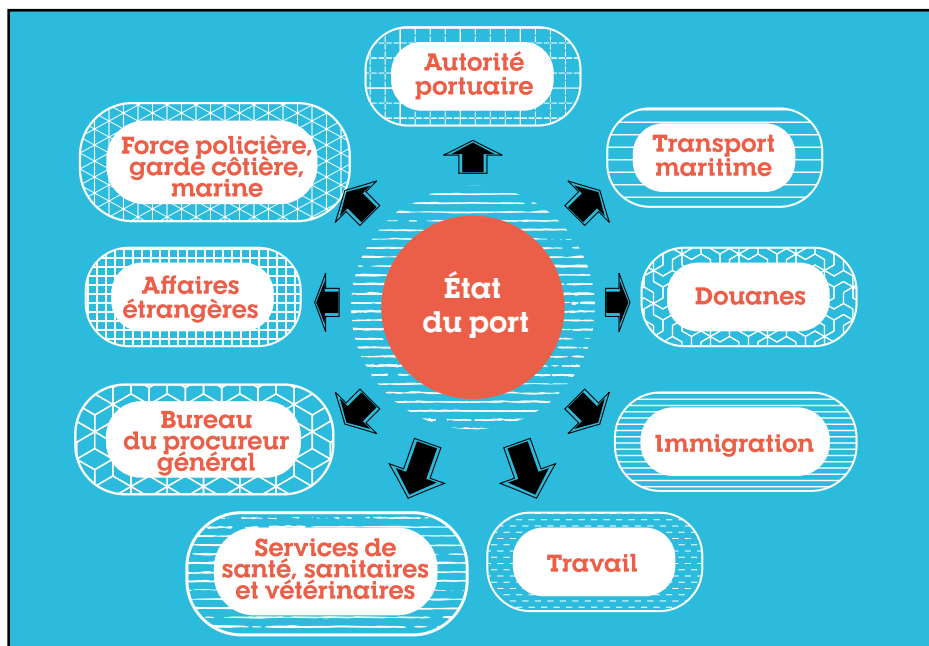 Autorité
portuaire
Force policière,
garde côtière,
marine
Transport
maritime
Affaires
étrangères
État
du port
Douanes
Bureau
du procureur
général
Immigration
Services de
santé, sanitaires
et vétérinaires
Travail